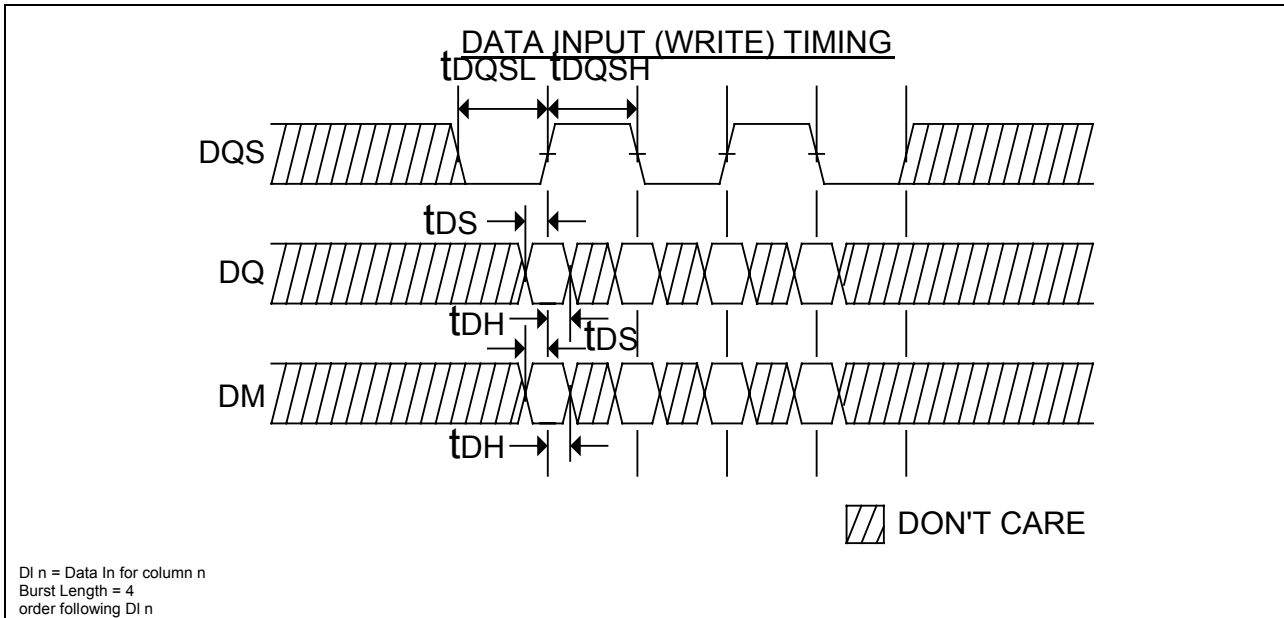 DATA INPUT (WRITE) TIMING
tDQSL tDQSH
DQS
tDS
DQ
tDH tDS
DM
tDH
DON'T CARE
DI n = Data In for column n
Burst Length = 4
order following DI n